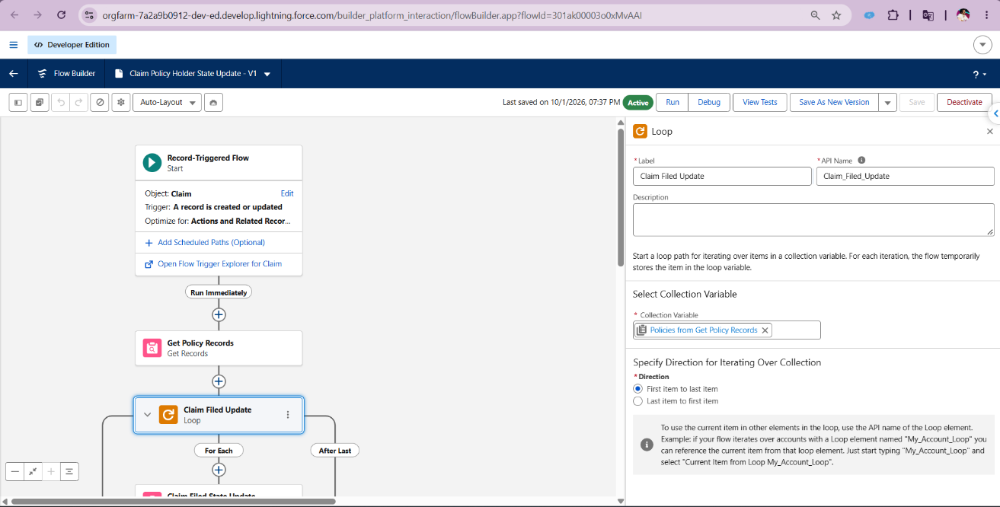 orgfarm-7a2a9b0912-dev-ed.develop.lightning.force.com/builder_platform_interaction/flowBuilder.app?flowId=301ak00003o0xMvAAI
Developer Edition
Flow Builder
Claim Policy Holder State Update - V1
?
Auto-Layout
Last saved on 10/1/2026, 07:37 PM
Active
Run
Debug
View Tests
Save As New Version
Save
Deactivate
Record-Triggered Flow
Start
Object: Claim
Edit
Trigger: A record is created or updated
Optimize for: Actions and Related Recor...
Add Scheduled Paths (Optional)
Open Flow Trigger Explorer for Claim
Run Immediately
Get Policy Records
Get Records
Claim Filed Update
Loop
For Each
After Last
Claim Filed State Update
Loop
* Label
Claim Filed Update
* API Name
Claim_Filed_Update
Description
Start a loop path for iterating over items in a collection variable. For each iteration, the flow temporarily
stores the item in the loop variable.
Select Collection Variable
* Collection Variable
Policies from Get Policy Records
Specify Direction for Iterating Over Collection
* Direction
First item to last item
Last item to first item
To use the current item in other elements in the loop, use the API name of the Loop element.
Example: if your flow iterates over accounts with a Loop element named "My_Account_Loop" you
can reference the current item from that loop element. Just start typing "My_Account_Loop" and
select "Current Item from Loop My_Account_Loop".